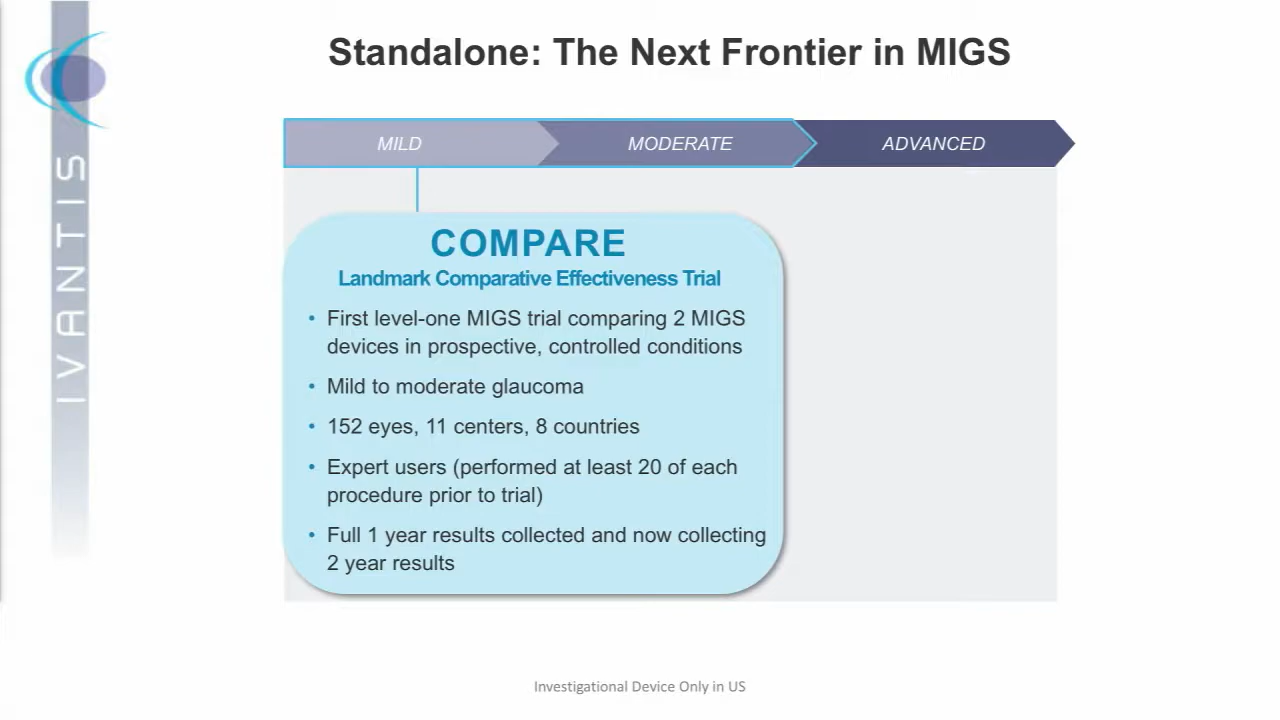 Standalone: The Next Frontier in MIGS
IVANTIS
MILD
MODERATE
ADVANCED
COMPARE
Landmark Comparative Effectiveness Trial
• First level-one MIGS trial comparing 2 MIGS
devices in prospective, controlled conditions
• Mild to moderate glaucoma
• 152 eyes, 11 centers, 8 countries
• Expert users (performed at least 20 of each
procedure prior to trial)
• Full 1 year results collected and now collecting
2 year results
Investigational Device Only in US